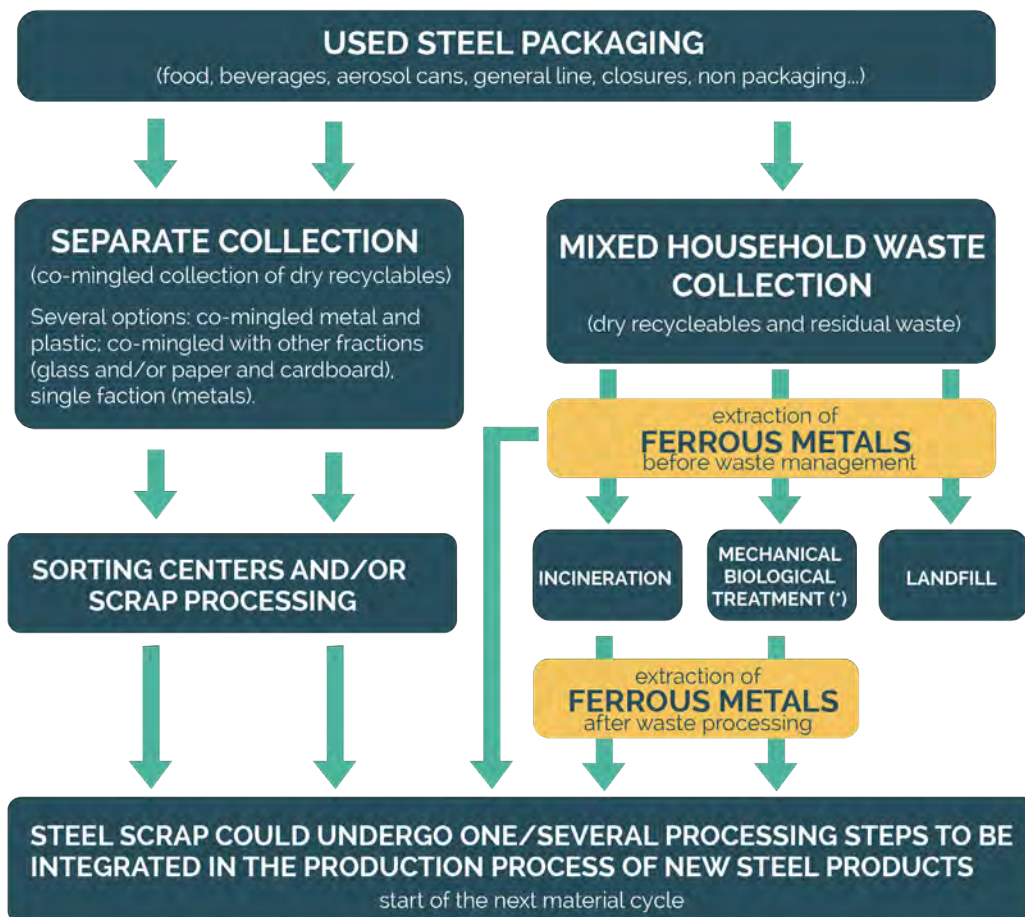 USED STEEL PACKAGING
(food, beverages, aerosol cans, general line, closures, non packaging...)
SEPARATE COLLECTION
(co-mingled collection of dry recyclables)
Several options: co-mingled metal and
plastic; co-mingled with other fractions
(glass and/or paper and cardboard),
single faction (metals).
MIXED HOUSEHOLD WASTE
COLLECTION
(dry recycleables and residual waste)
extraction of
FERROUS METALS
before waste management
SORTING CENTERS AND/OR
SCRAP PROCESSING
INCINERATION
MECHANICAL
BIOLOGICAL
TREATMENT (*)
LANDFILL
extraction of
FERROUS METALS
after waste processing
STEEL SCRAP COULD UNDERGO ONE/SEVERAL PROCESSING STEPS TO BE
INTEGRATED IN THE PRODUCTION PROCESS OF NEW STEEL PRODUCTS
start of the next material cycle